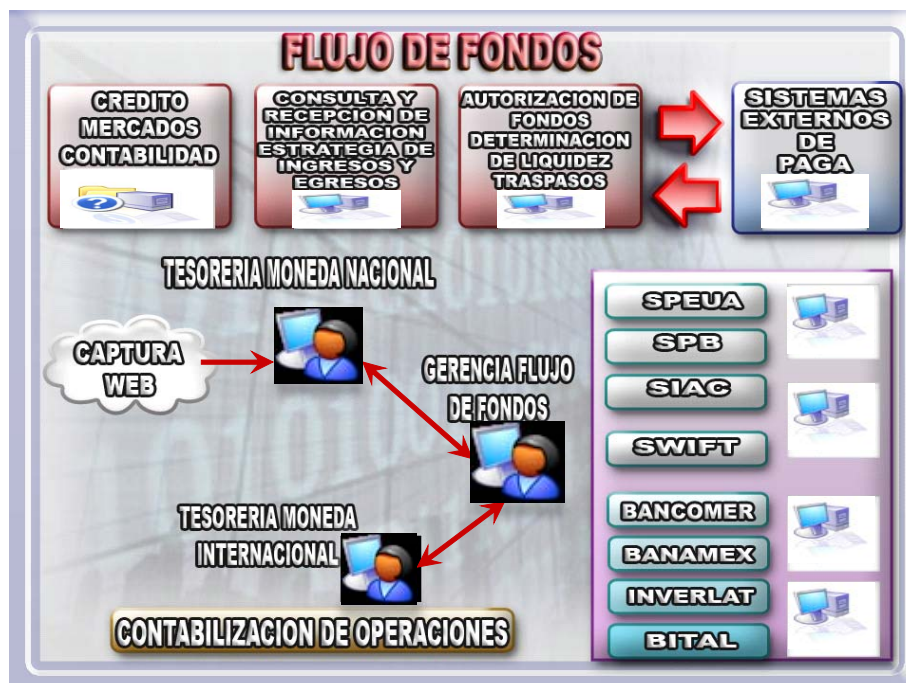 FLUJO DE FONDOS
CREDITO
MERCADOS
CONTABILIDAD
CONSULTA Y
RECEPCION DE
INFORMACION
ESTRATEGIA DE
INGRESOS Y
EGRESOS
AUTORIZACION DE
FONDOS
DETERMINACION
DE LIQUIDEZ
TRASPASOS
SISTEMAS
EXTERNOS
DE
PAGA
TESORERIA MONEDA NACIONAL
CAPTURA
WEB
GERENCIA FLUJO
DE FONDOS
TESORERIA MONEDA
INTERNACIONAL
CONTABILIZACION DE OPERACIONES
SPEUA
SPB
SIAC
SWIFT
BANCOMER
BANAMEX
INVERLAT
BITAL